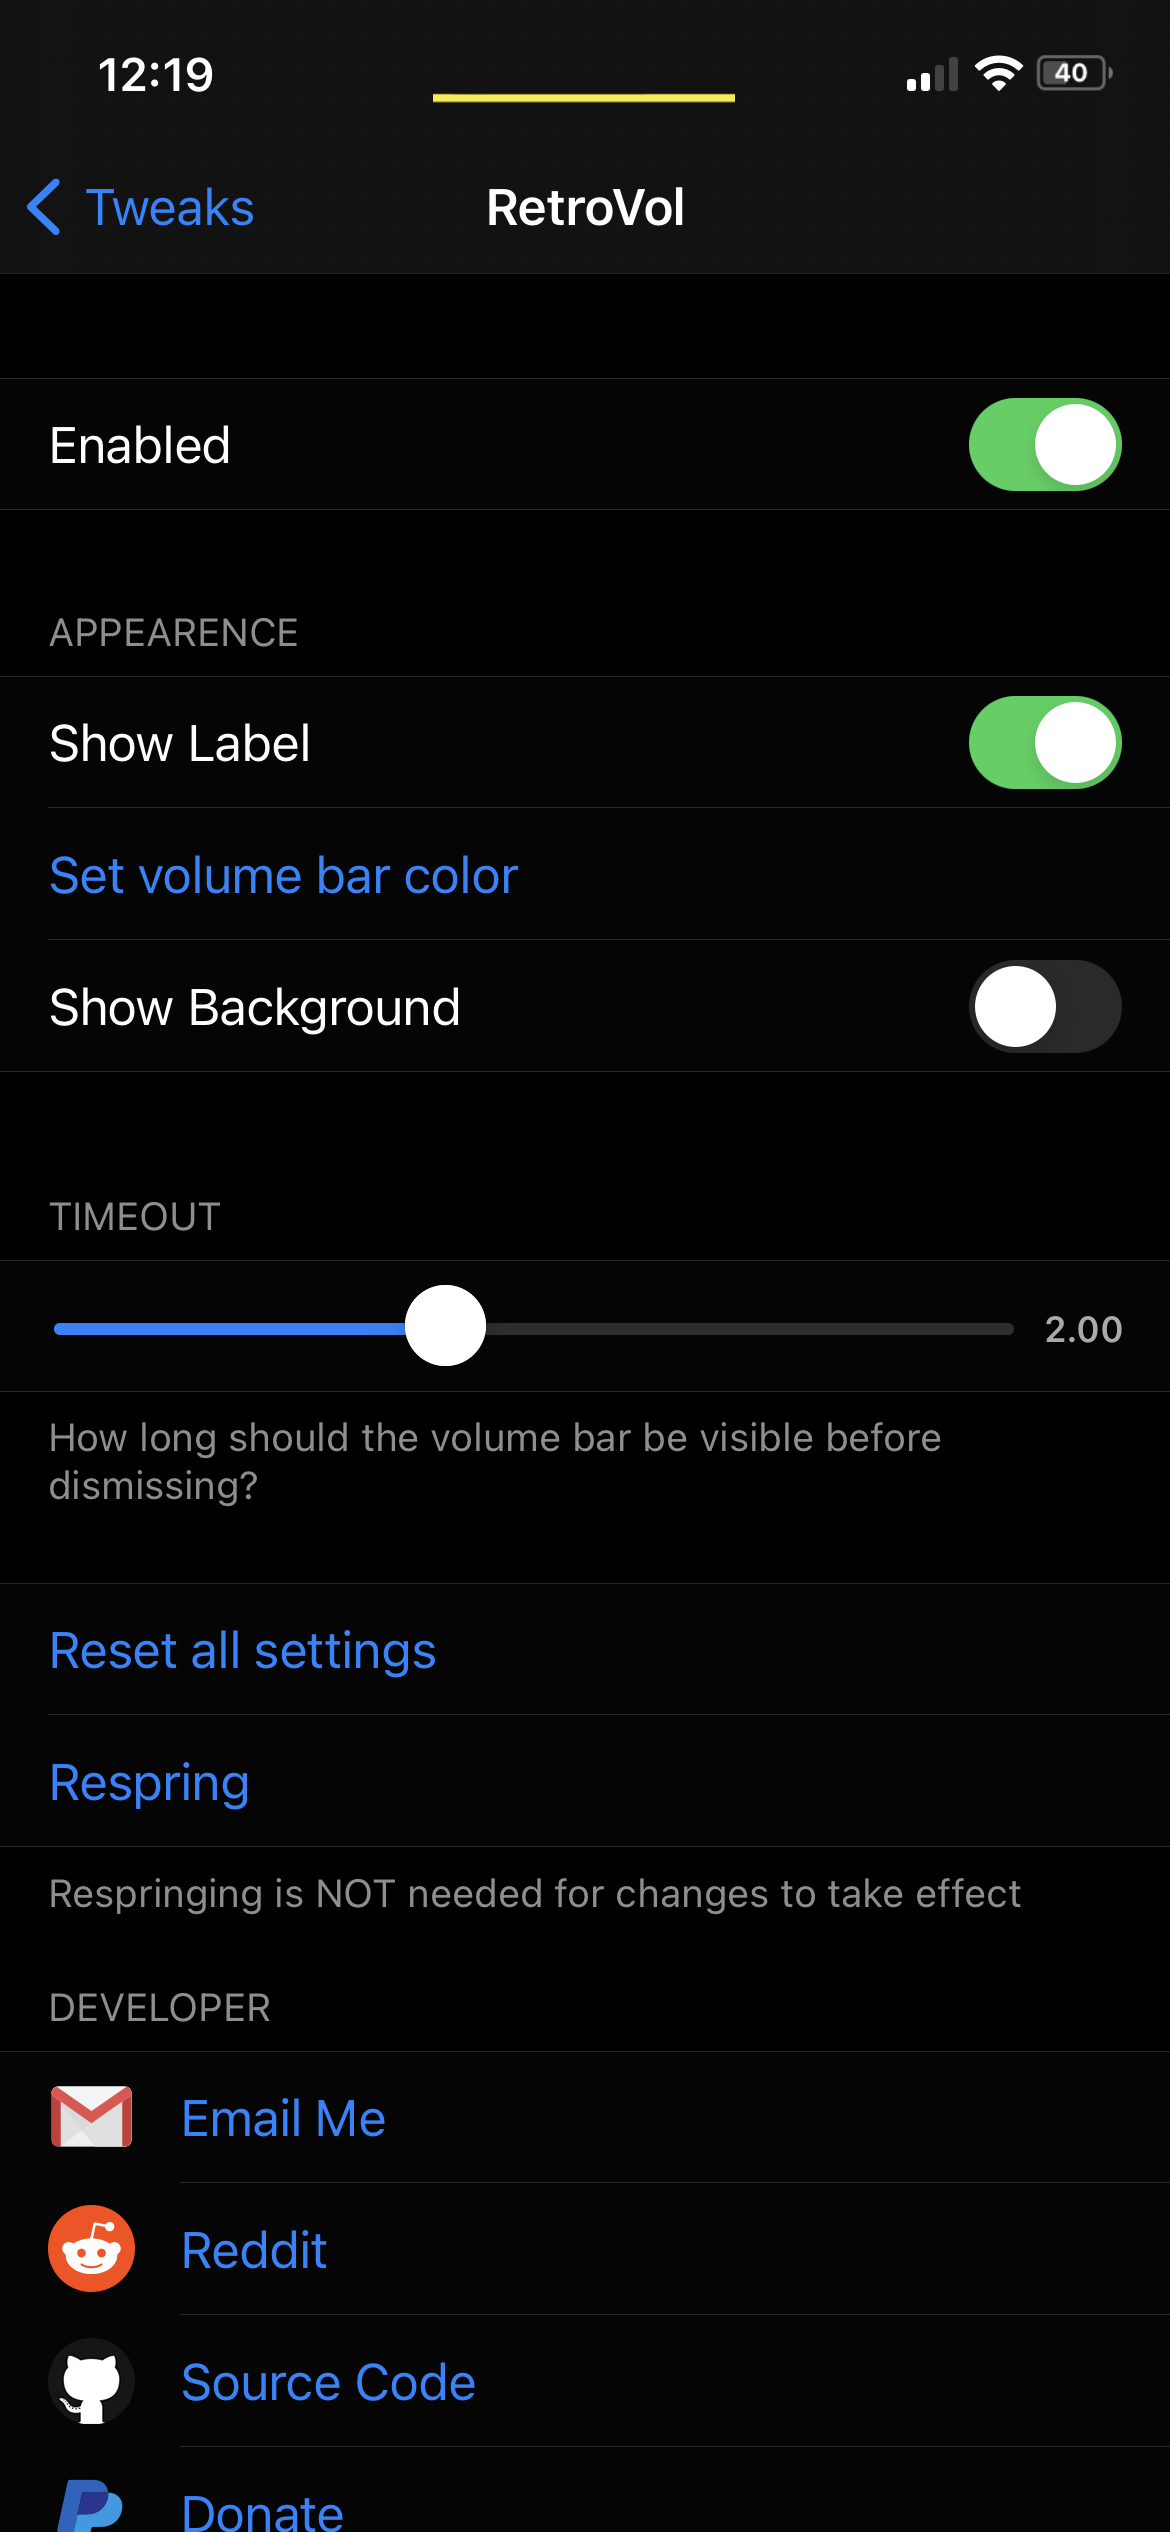 12:19
40
Tweaks
RetroVol
Enabled
APPEARENCE
Show Label
Set volume bar color
Show Background
TIMEOUT
2.00
How long should the volume bar be visible before
dismissing?
Reset all settings
Respring
Respringing is NOT needed for changes to take effect
DEVELOPER
Email Me
Reddit
Source Code
Donate